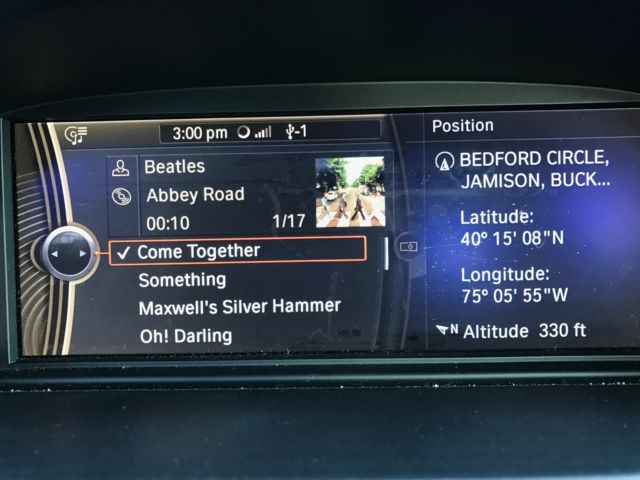 3:00 pm -1
Beatles
Abbey Road
00:10 1/17
Come Together
Something
Maxwell's Silver Hammer
Oh! Darling
Position
BEDFORD CIRCLE,
JAMISON, BUCK...
Latitude:
40° 15' 08"N
Longitude:
75° 05' 55"W
N Altitude 330 ft